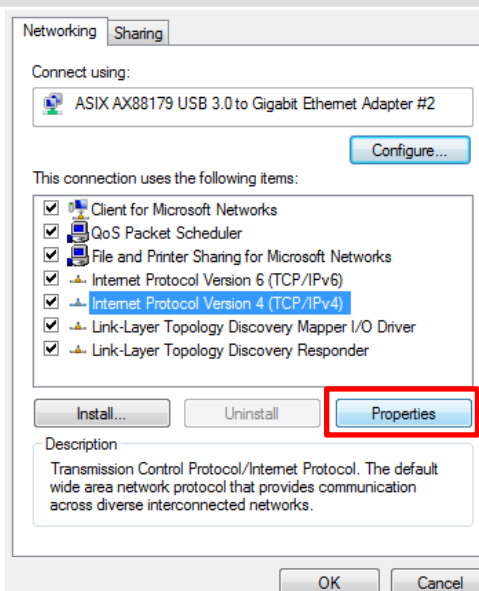 Networking Sharing
Connect using:
ASIX AX88179 USB 3.0 to Gigabit Ethernet Adapter #2
Configure...
This connection uses the following items:
Client for Microsoft Networks
QoS Packet Scheduler
File and Printer Sharing for Microsoft Networks
Internet Protocol Version 6 (TCP/IPv6)
Internet Protocol Version 4 (TCP/IPv4)
Link-Layer Topology Discovery Mapper I/O Driver
Link-Layer Topology Discovery Responder
Install... Uninstall Properties
Description
Transmission Control Protocol/Internet Protocol. The default
wide area network protocol that provides communication
across diverse interconnected networks.
OK Cancel